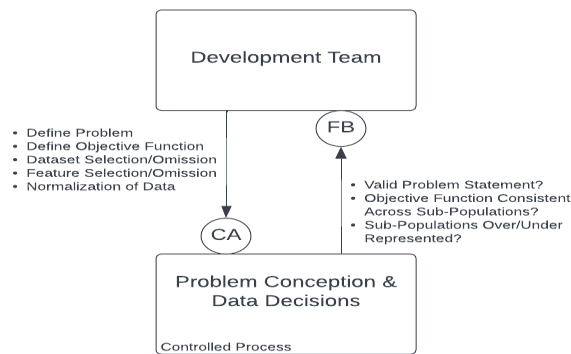 Development Team
FB
• Define Problem
• Define Objective Function
• Dataset Selection/Omission
• Feature Selection/Omission
• Normalization of Data
• Valid Problem Statement?
• Objective Function Consistent
Across Sub-Populations?
• Sub-Populations Over/Under
Represented?
CA
Problem Conception &
Data Decisions
Controlled Process